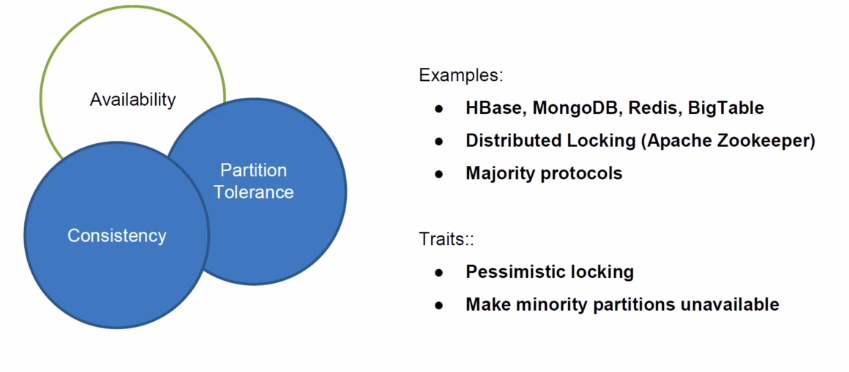 Availability
Partition
Tolerance
Consistency
Examples:
● HBase, MongoDB, Redis, BigTable
● Distributed Locking (Apache Zookeeper)
● Majority protocols
Traits::
● Pessimistic locking
● Make minority partitions unavailable